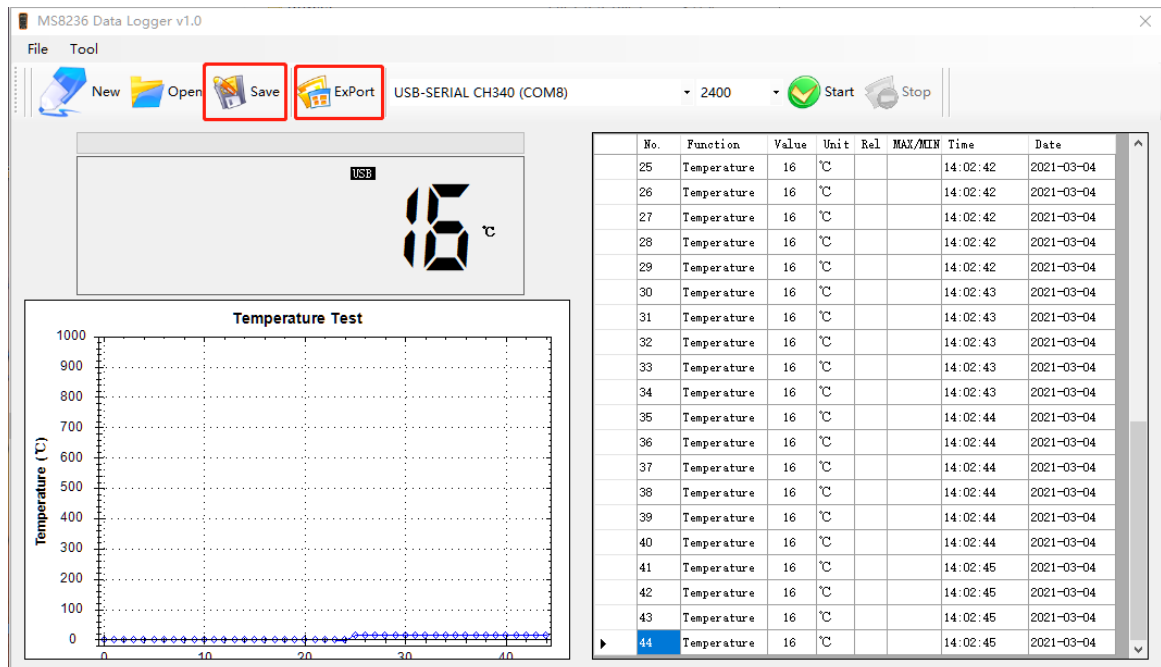 MS8236 Data Logger v1.0
File Tool
New Open Save ExPort USB-SERIAL CH340 (COM8) 2400 Start Stop
USB
16 ℃
Temperature Test
Temperature (℃)
1000
900
800
700
600
500
400
300
200
100
0
0 10 20 30 40
No. Function Value Unit Rel MAX/MIN Time Date
25 Temperature 16 ℃ 14:02:42 2021-03-04
26 Temperature 16 ℃ 14:02:42 2021-03-04
27 Temperature 16 ℃ 14:02:42 2021-03-04
28 Temperature 16 ℃ 14:02:42 2021-03-04
29 Temperature 16 ℃ 14:02:42 2021-03-04
30 Temperature 16 ℃ 14:02:43 2021-03-04
31 Temperature 16 ℃ 14:02:43 2021-03-04
32 Temperature 16 ℃ 14:02:43 2021-03-04
33 Temperature 16 ℃ 14:02:43 2021-03-04
34 Temperature 16 ℃ 14:02:43 2021-03-04
35 Temperature 16 ℃ 14:02:44 2021-03-04
36 Temperature 16 ℃ 14:02:44 2021-03-04
37 Temperature 16 ℃ 14:02:44 2021-03-04
38 Temperature 16 ℃ 14:02:44 2021-03-04
39 Temperature 16 ℃ 14:02:44 2021-03-04
40 Temperature 16 ℃ 14:02:44 2021-03-04
41 Temperature 16 ℃ 14:02:45 2021-03-04
42 Temperature 16 ℃ 14:02:45 2021-03-04
43 Temperature 16 ℃ 14:02:45 2021-03-04
44 Temperature 16 ℃ 14:02:45 2021-03-04